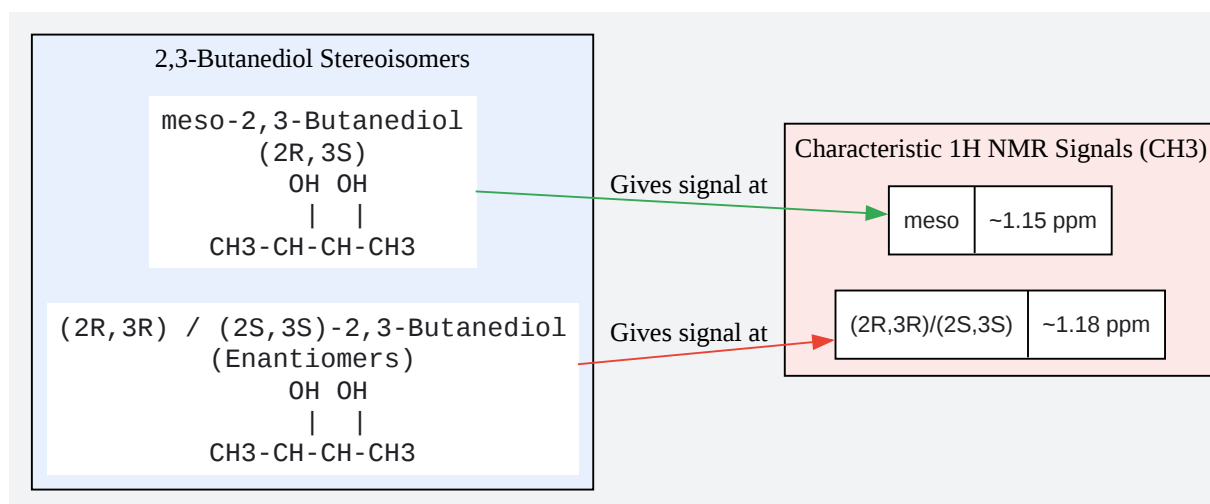 2,3-Butanediol Stereoisomers
meso-2,3-Butanediol
(2R,3S)
OH OH
| |
CH3-CH-CH-CH3
(2R,3R) / (2S,3S)-2,3-Butanediol
(Enantiomers)
OH OH
| |
CH3-CH-CH-CH3
Gives signal at
Gives signal at
Characteristic 1H NMR Signals (CH3)
meso ~1.15 ppm
(2R,3R)/(2S,3S) ~1.18 ppm